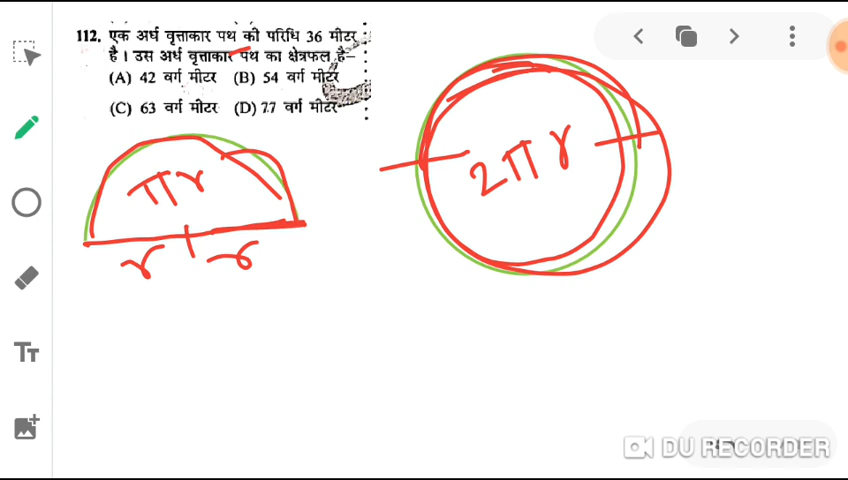 112. एक अर्ध वृत्ताकार पथ की परिधि 36 मीटर
है। उस अर्ध वृत्ताकार पथ का क्षेत्रफल है–
(A) 42 वर्ग मीटर (B) 54 वर्ग मीटर
(C) 63 वर्ग मीटर (D) 77 वर्ग मीटर
πr
r r
2πr
Tт
DU RECORDER